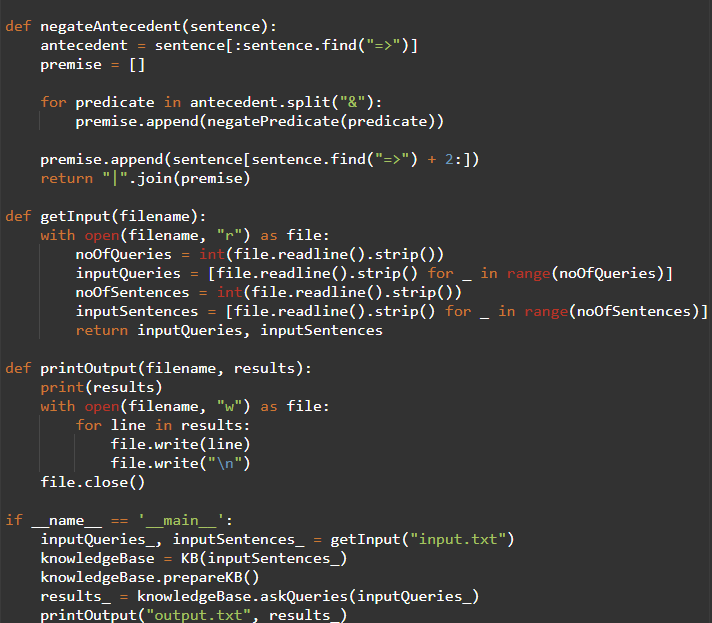 def negateAntecedent(sentence):
    antecedent = sentence[:sentence.find("=>")]
    premise = []

    for predicate in antecedent.split("&"):
        premise.append(negatePredicate(predicate))

    premise.append(sentence[sentence.find("=>") + 2:])
    return "|".join(premise)

def getInput(filename):
    with open(filename, "r") as file:
        noOfQueries = int(file.readline().strip())
        inputQueries = [file.readline().strip() for _ in range(noOfQueries)]
        noOfSentences = int(file.readline().strip())
        inputSentences = [file.readline().strip() for _ in range(noOfSentences)]
        return inputQueries, inputSentences

def printOutput(filename, results):
    print(results)
    with open(filename, "w") as file:
        for line in results:
            file.write(line)
            file.write("\n")
    file.close()

if __name__ == '__main__':
    inputQueries_, inputSentences_ = getInput("input.txt")
    knowledgeBase = KB(inputSentences_)
    knowledgeBase.prepareKB()
    results_ = knowledgeBase.askQueries(inputQueries_)
    printOutput("output.txt", results_)